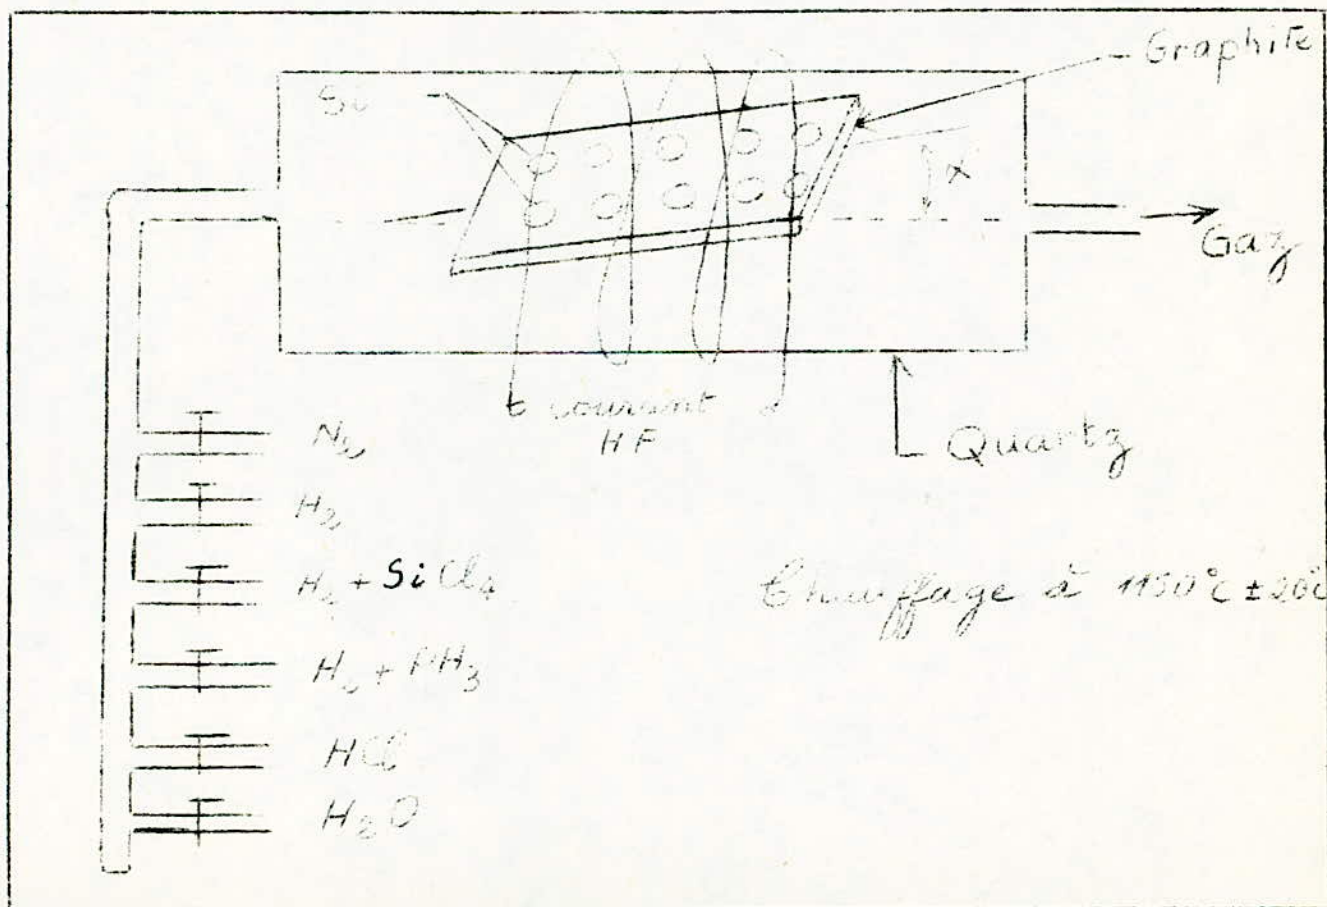 Graphite
Si
α
Gaz
courant
HF
Quartz
N2
H2
H2 + SiCl4
Chauffage à 1150°C ± 20°C
H2 + PH3
HCl
H2O